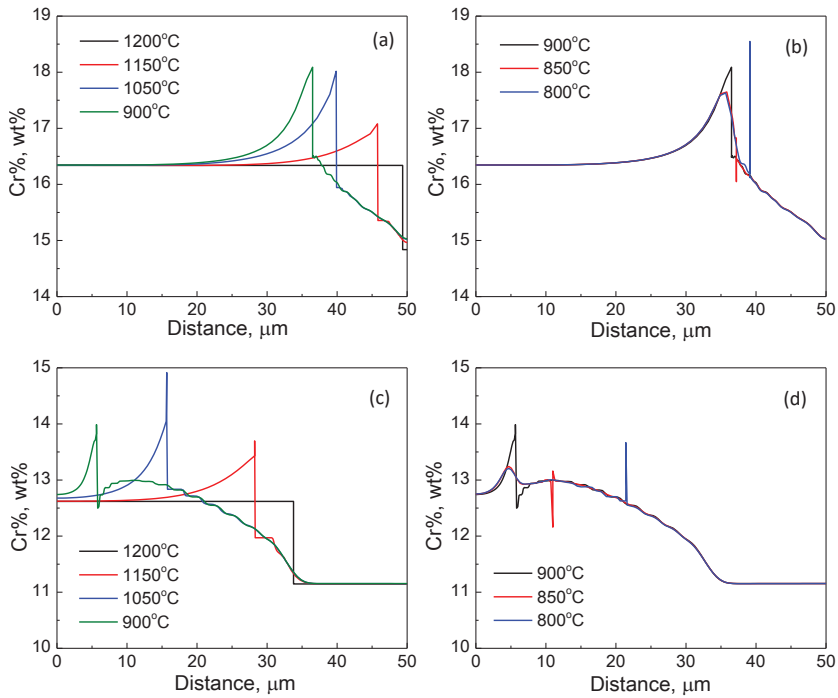 (a)
1200°C
1150°C
1050°C
900°C
19
18
17
16
15
14
Cr%, wt%
0 10 20 30 40 50
Distance, μm
(b)
900°C
850°C
800°C
19
18
17
16
15
14
Cr%, wt%
0 10 20 30 40 50
Distance, μm
(c)
1200°C
1150°C
1050°C
900°C
15
14
13
12
11
10
Cr%, wt%
0 10 20 30 40 50
Distance, μm
(d)
900°C
850°C
800°C
15
14
13
12
11
10
Cr%, wt%
0 10 20 30 40 50
Distance, μm